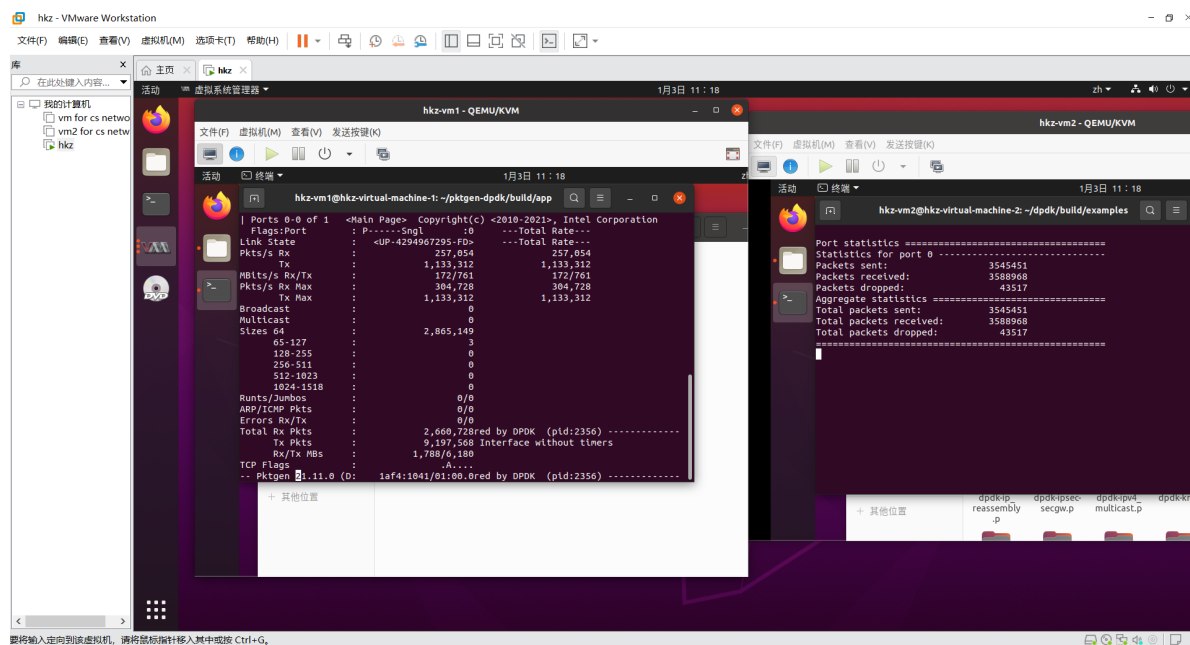 hkz - VMware Workstation
文件(F) 编辑(E) 查看(V) 虚拟机(M) 选项卡(T) 帮助(H)
库
在此处键入内容...
我的计算机
vm for cs netwo
vm2 for cs netw
hkz
主页
hkz
活动 虚拟系统管理器 1月3日 11：18 zh
hkz-vm1 - QEMU/KVM
文件(F) 虚拟机(M) 查看(V) 发送按键(K)
活动 终端 1月3日 11：18
hkz-vm1@hkz-virtual-machine-1: ~/pktgen-dpdk/build/app
| Ports 0-0 of 1 <Main Page> Copyright(c) <2010-2021>, Intel Corporation
Flags:Port : P------Sngl :0 ---Total Rate---
Link State : <UP-4294967295-FD> ---Total Rate---
Pkts/s Rx : 257,054 257,054
Tx : 1,133,312 1,133,312
MBits/s Rx/Tx : 172/761 172/761
Pkts/s Rx Max : 304,728 304,728
Tx Max : 1,133,312 1,133,312
Broadcast : 0
Multicast : 0
Sizes 64 : 2,865,149
65-127 : 3
128-255 : 0
256-511 : 0
512-1023 : 0
1024-1518 : 0
Runts/Jumbos : 0/0
ARP/ICMP Pkts : 0/0
Errors Rx/Tx : 0/0
Total Rx Pkts : 2,660,728red by DPDK (pid:2356) -------------
Tx Pkts : 9,197,568 Interface without timers
Rx/Tx MBs : 1,788/6,180
TCP Flags : .A....
-- Pktgen 21.11.0 (D: 1af4:1041/01:00.0red by DPDK (pid:2356) -------------
其他位置
hkz-vm2 - QEMU/KVM
文件(F) 虚拟机(M) 查看(V) 发送按键(K)
活动 终端 1月3日 11：18
hkz-vm2@hkz-virtual-machine-2: ~/dpdk/build/examples
Port statistics ====================================
Statistics for port 0 ------------------------------
Packets sent: 3545451
Packets received: 3588968
Packets dropped: 43517
Aggregate statistics ===============================
Total packets sent: 3545451
Total packets received: 3588968
Total packets dropped: 43517
====================================================
其他位置
dpdk-ip_reassembly.p
dpdk-ipsec-secgw.p
dpdk-ipv4_multicast.p
要将输入定向到该虚拟机，请将鼠标指针移入其中或按 Ctrl+G。